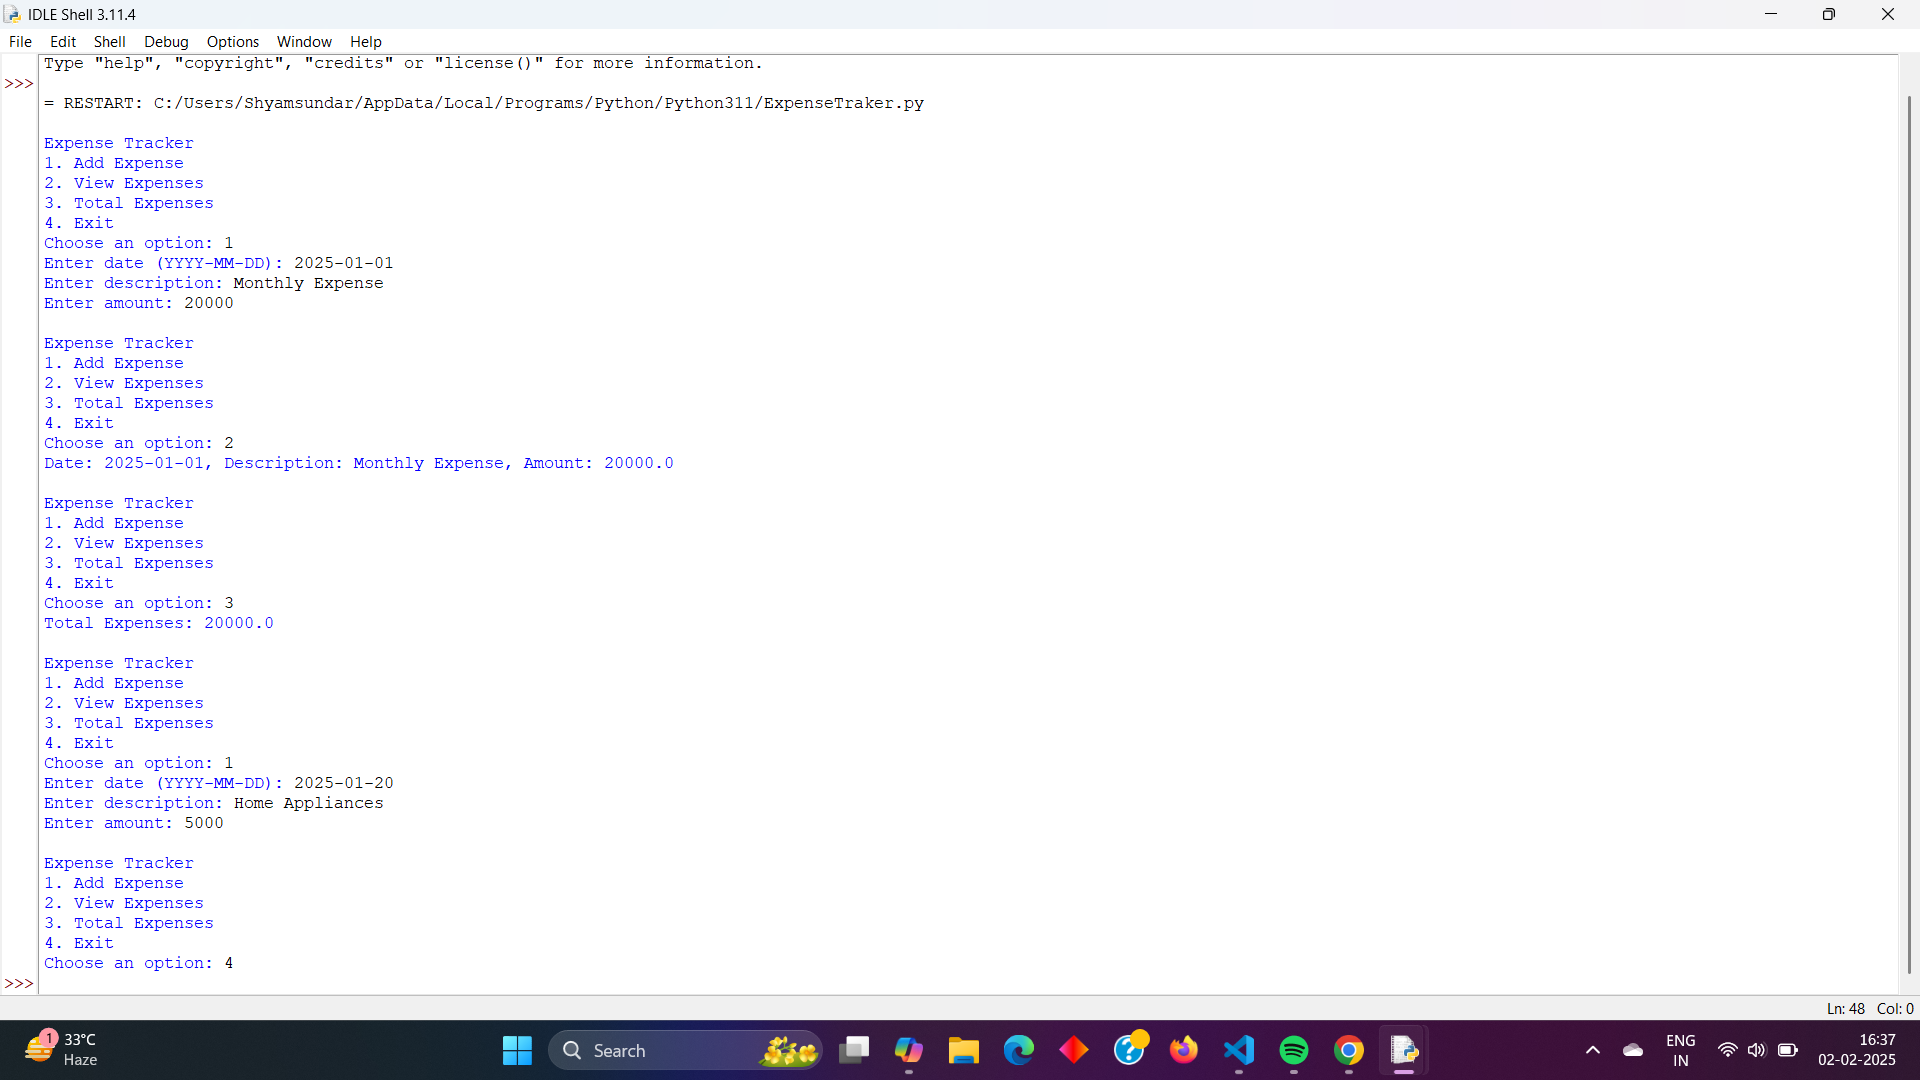 IDLE Shell 3.11.4
File Edit Shell Debug Options Window Help
Type "help", "copyright", "credits" or "license()" for more information.
>>>
= RESTART: C:/Users/Shyamsundar/AppData/Local/Programs/Python/Python311/ExpenseTraker.py
Expense Tracker
1. Add Expense
2. View Expenses
3. Total Expenses
4. Exit
Choose an option: 1
Enter date (YYYY-MM-DD): 2025-01-01
Enter description: Monthly Expense
Enter amount: 20000
Expense Tracker
1. Add Expense
2. View Expenses
3. Total Expenses
4. Exit
Choose an option: 2
Date: 2025-01-01, Description: Monthly Expense, Amount: 20000.0
Expense Tracker
1. Add Expense
2. View Expenses
3. Total Expenses
4. Exit
Choose an option: 3
Total Expenses: 20000.0
Expense Tracker
1. Add Expense
2. View Expenses
3. Total Expenses
4. Exit
Choose an option: 1
Enter date (YYYY-MM-DD): 2025-01-20
Enter description: Home Appliances
Enter amount: 5000
Expense Tracker
1. Add Expense
2. View Expenses
3. Total Expenses
4. Exit
Choose an option: 4
>>>
Ln: 48 Col: 0
1
33°C
Haze
Search
ENG
IN
16:37
02-02-2025